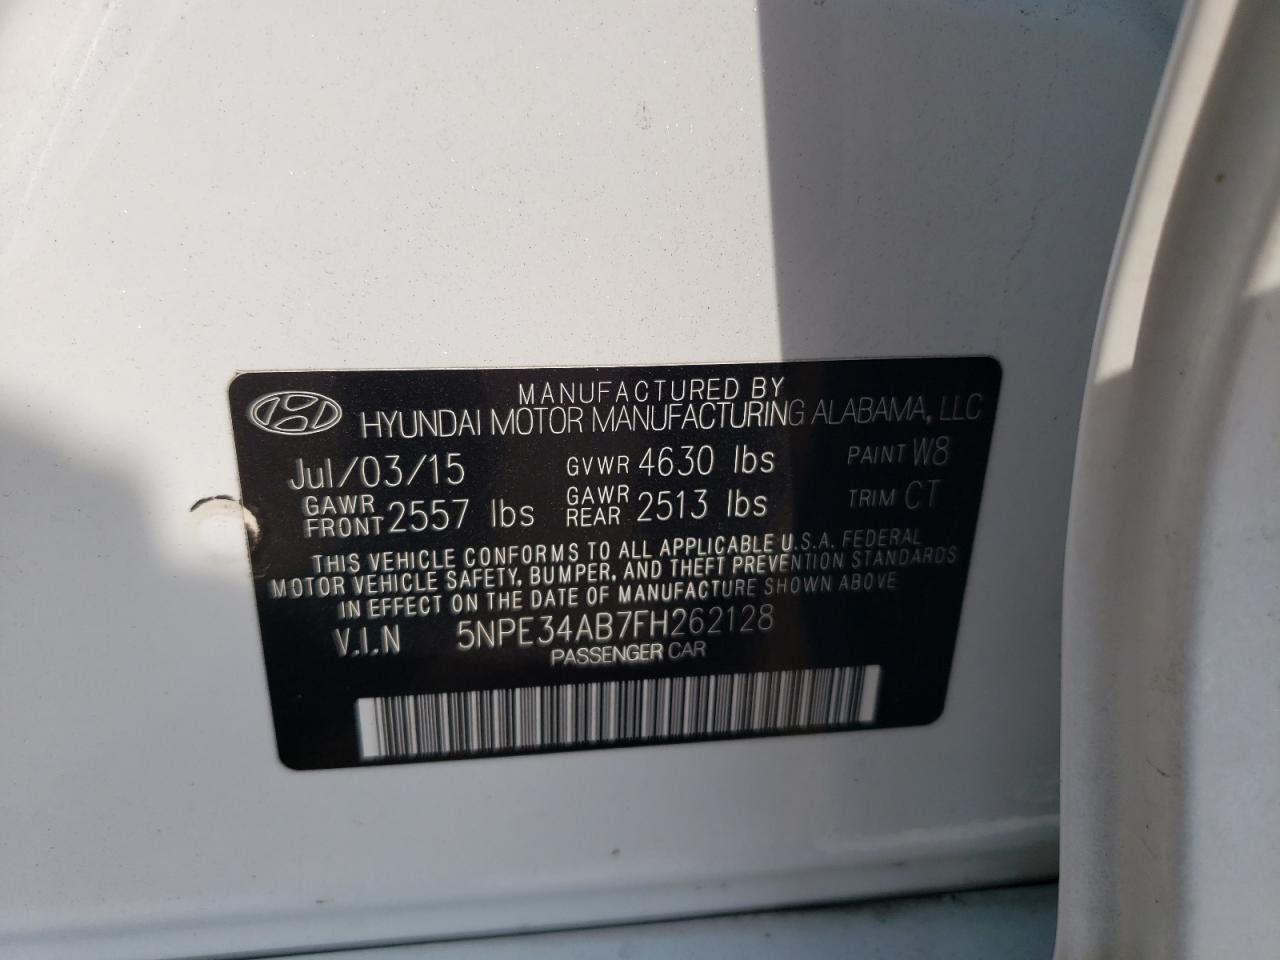 MANUFACTURED BY
HYUNDAI MOTOR MANUFACTURING ALABAMA, LLC
Jul/03/15 GVWR 4630 lbs PAINT W8
GAWR FRONT 2557 lbs GAWR REAR 2513 lbs TRIM CT
THIS VEHICLE CONFORMS TO ALL APPLICABLE U.S.A. FEDERAL
MOTOR VEHICLE SAFETY, BUMPER, AND THEFT PREVENTION STANDARDS
IN EFFECT ON THE DATE OF MANUFACTURE SHOWN ABOVE
V.I.N 5NPE34AB7FH262128
PASSENGER CAR